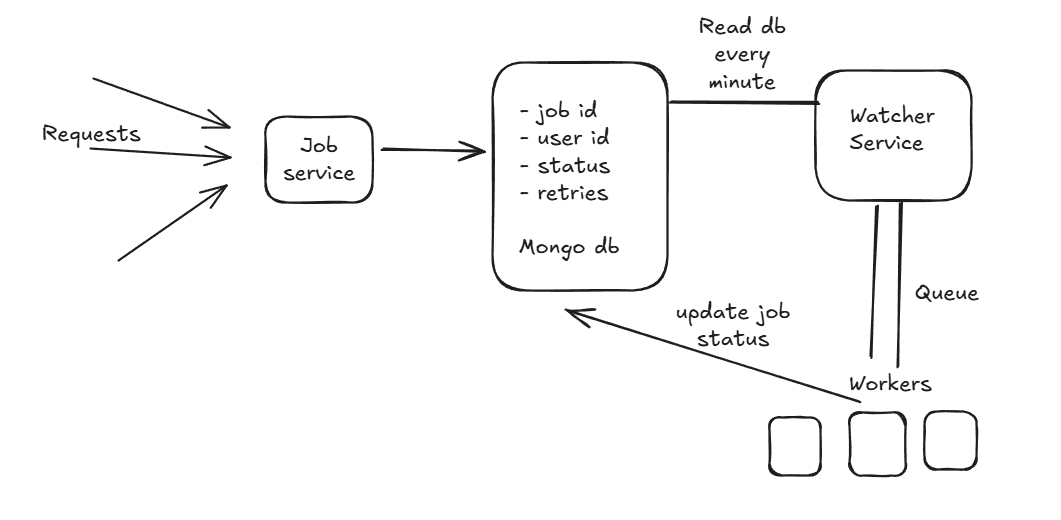 Requests
Job
service
- job id
- user id
- status
- retries
Mongo db
Read db
every
minute
Watcher
Service
Queue
update job
status
Workers